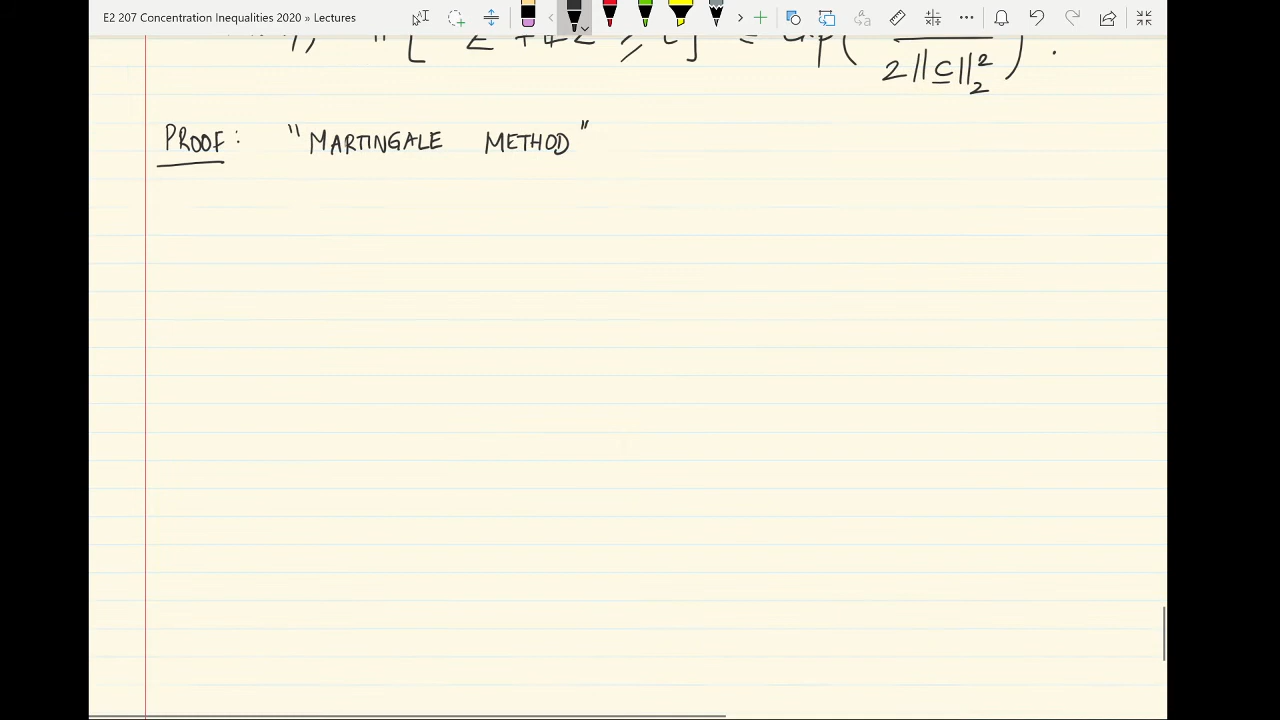 E2 207 Concentration Inequalities 2020 » Lectures
2||c||₂²) .
PROOF: "MARTINGALE METHOD"